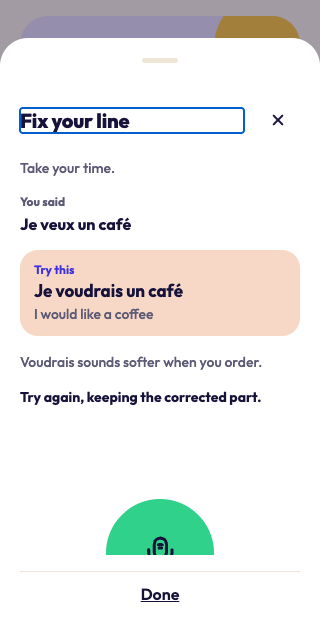 Fix your line
Take your time.
You said
Je veux un café
Try this
Je voudrais un café
I would like a coffee
Voudrais sounds softer when you order.
Try again, keeping the corrected part.
Done